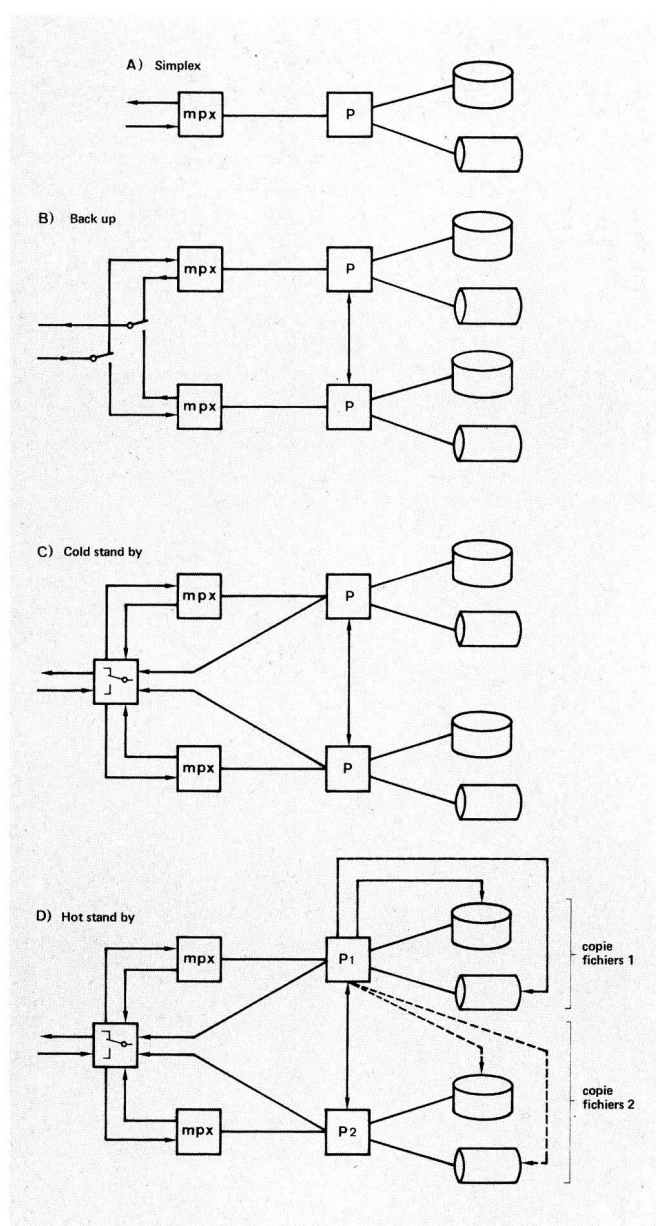 A) Simplex
mpx
P
B) Back up
mpx
P
mpx
P
C) Cold stand by
mpx
P
mpx
P
D) Hot stand by
mpx
P1
copie
fichiers 1
mpx
P2
copie
fichiers 2